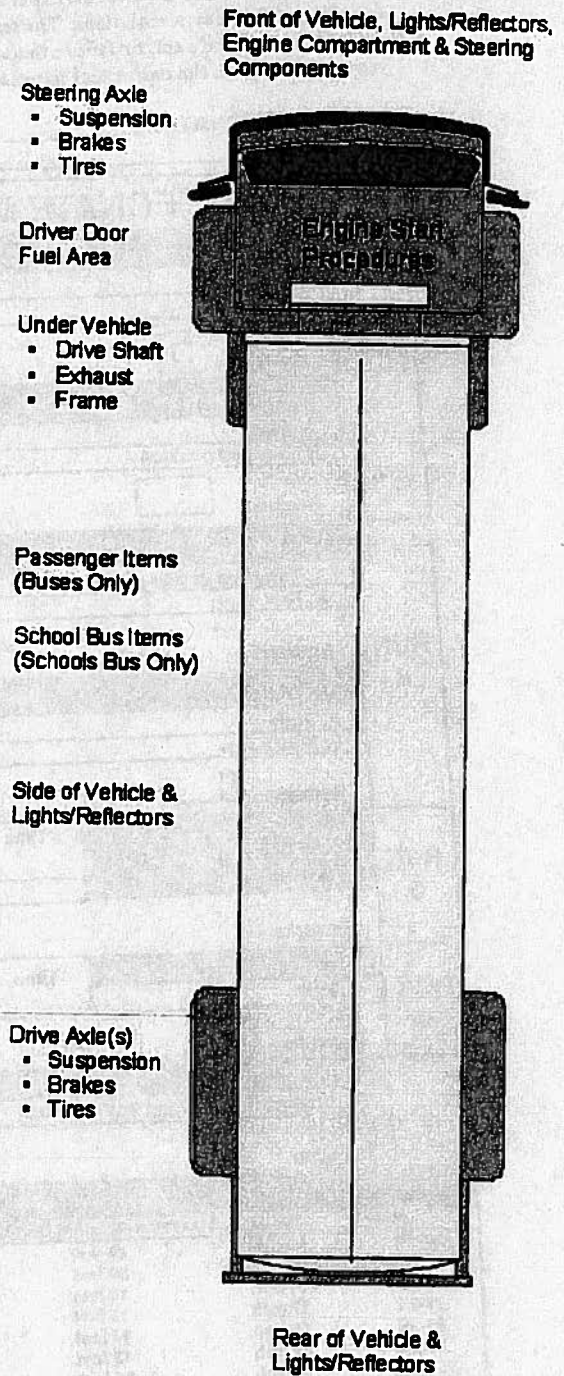 Front of Vehicle, Lights/Reflectors,
Engine Compartment & Steering
Components
Steering Axle
▪ Suspension
▪ Brakes
▪ Tires
Engine Start
Procedures
Driver Door
Fuel Area
Under Vehicle
▪ Drive Shaft
▪ Exhaust
▪ Frame
Passenger Items
(Buses Only)
School Bus Items
(Schools Bus Only)
Side of Vehicle &
Lights/Reflectors
Drive Axle(s)
▪ Suspension
▪ Brakes
▪ Tires
Rear of Vehicle &
Lights/Reflectors